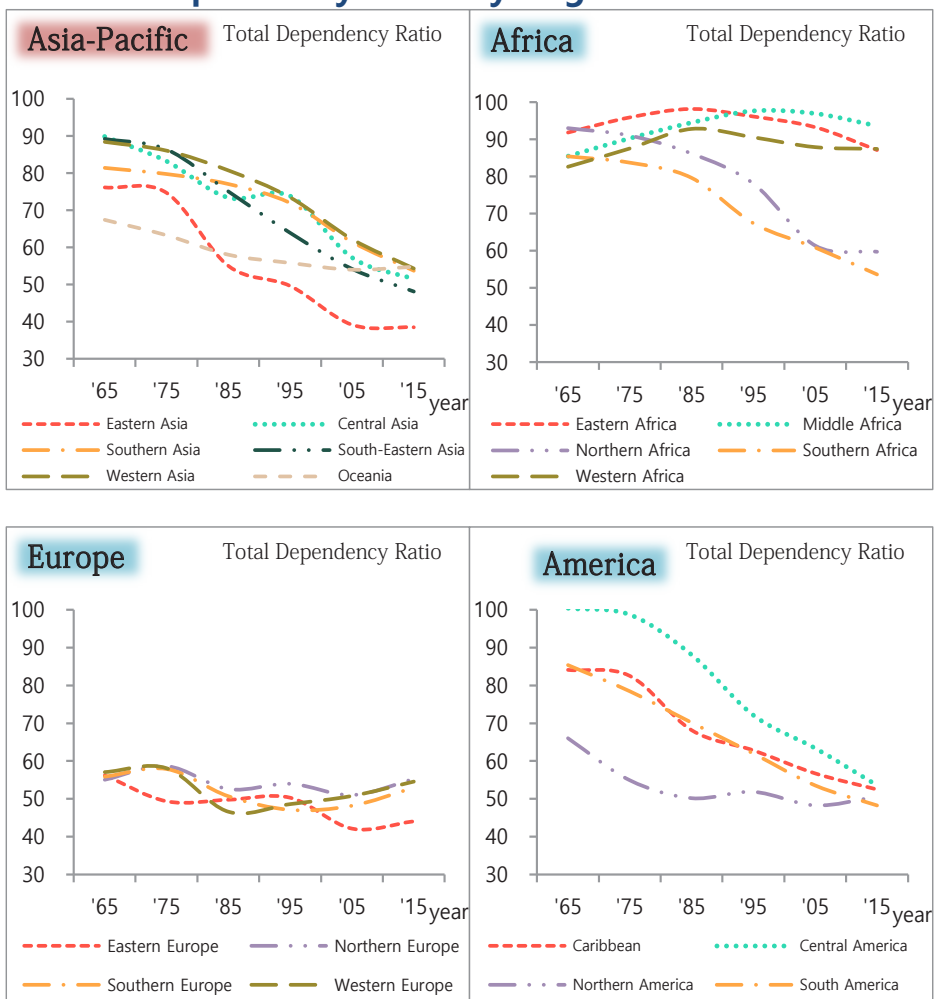 Asia-Pacific Total Dependency Ratio
100
90
80
70
60
50
40
30
'65 '75 '85 '95 '05 '15 year
Eastern Asia Central Asia
Southern Asia South-Eastern Asia
Western Asia Oceania
Africa Total Dependency Ratio
100
90
80
70
60
50
40
30
'65 '75 '85 '95 '05 '15 year
Eastern Africa Middle Africa
Northern Africa Southern Africa
Western Africa
Europe Total Dependency Ratio
100
90
80
70
60
50
40
30
'65 '75 '85 '95 '05 '15 year
Eastern Europe Northern Europe
Southern Europe Western Europe
America Total Dependency Ratio
100
90
80
70
60
50
40
30
'65 '75 '85 '95 '05 '15 year
Caribbean Central America
Northern America South America